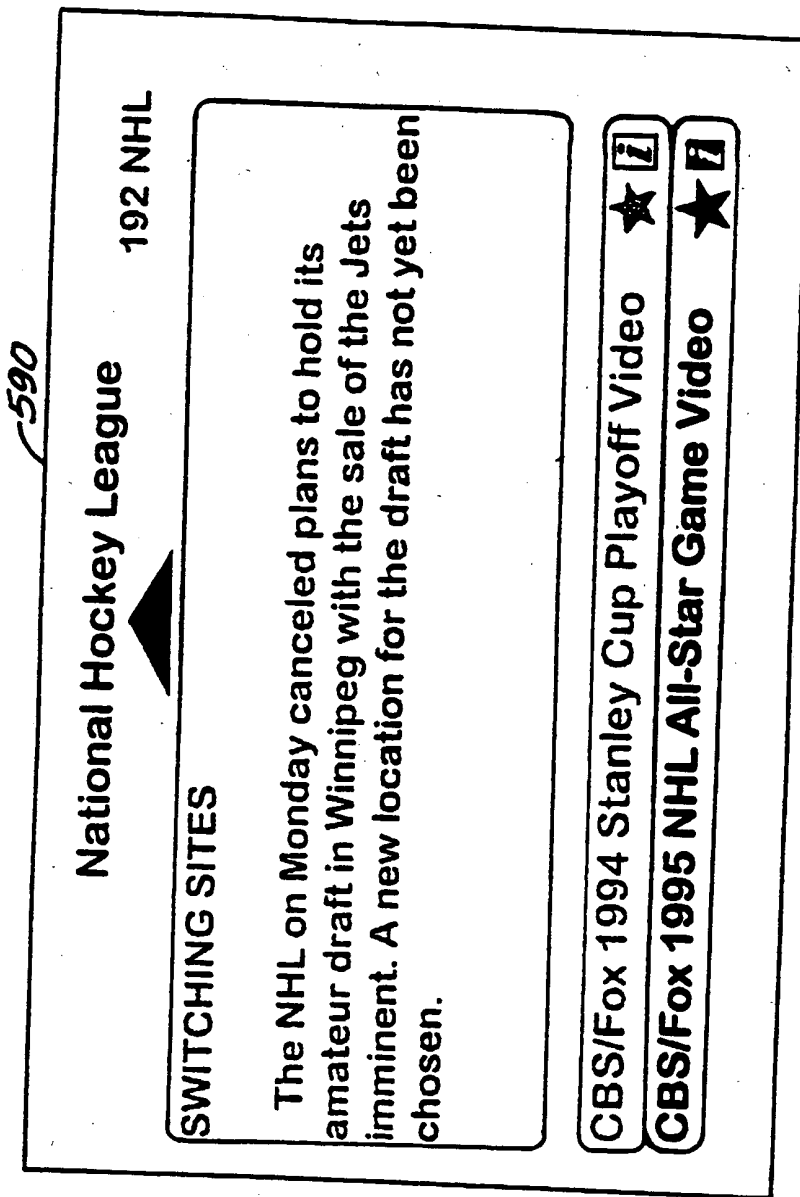 590
National Hockey League
192 NHL
SWITCHING SITES
The NHL on Monday canceled plans to hold its
amateur draft in Winnipeg with the sale of the Jets
imminent. A new location for the draft has not yet been
chosen.
CBS/Fox 1994 Stanley Cup Playoff Video i
CBS/Fox 1995 NHL All-Star Game Video i